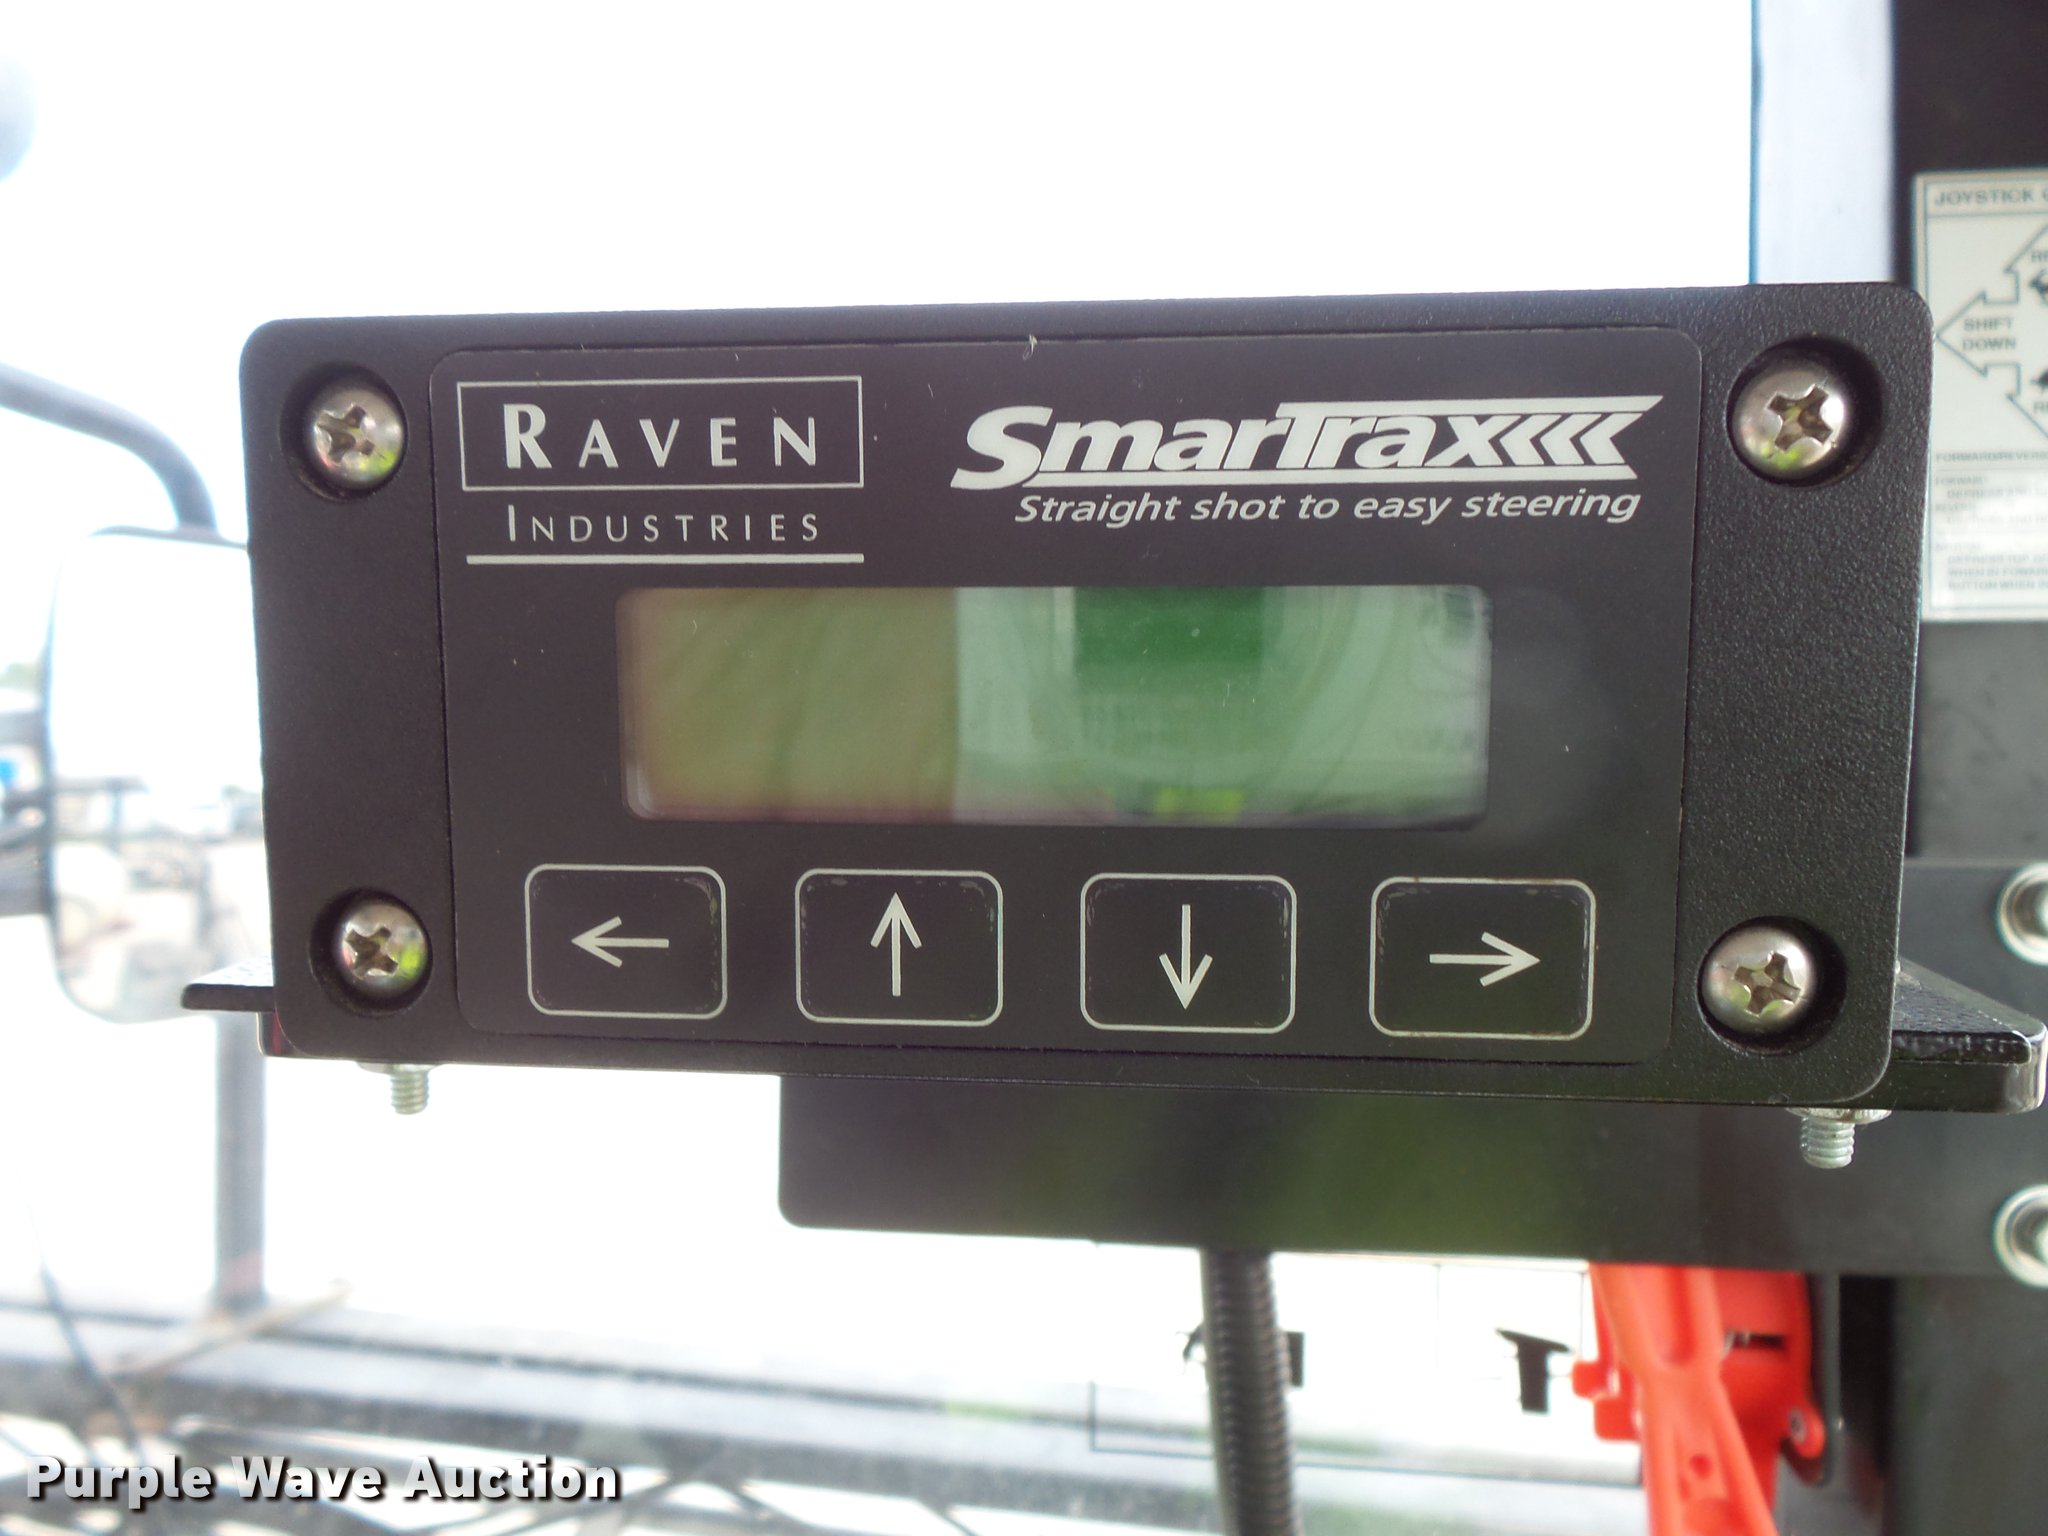 RAVEN
INDUSTRIES
SmarTrax
Straight shot to easy steering
JOYSTICK
SHIFT
DOWN
Purple Wave Auction